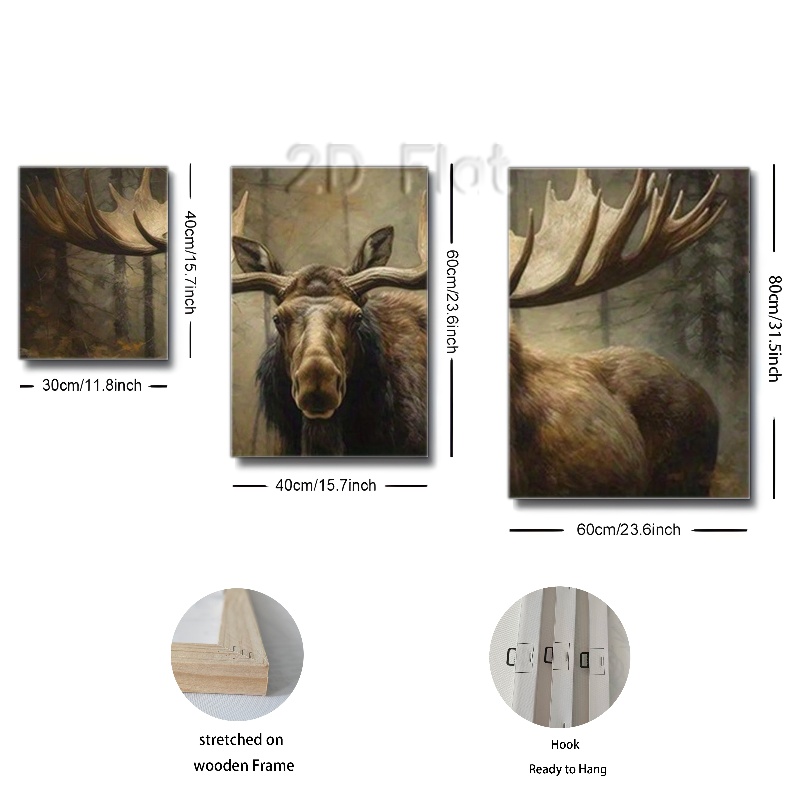 2D Flat
40cm/15.7inch
30cm/11.8inch
60cm/23.6inch
40cm/15.7inch
80cm/31.5inch
60cm/23.6inch
stretched on
wooden Frame
Hook
Ready to Hang